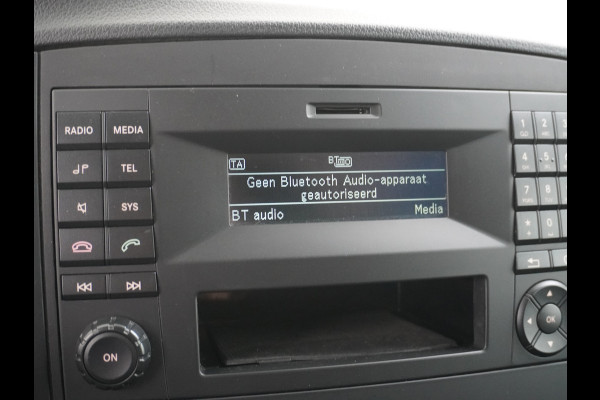 RADIO MEDIA
TEL
SYS
ON
TA
Geen Bluetooth Audio-apparaat
geautoriseerd
BT audio Media
1 2 3
4 5 6
7 8 9
0
OK